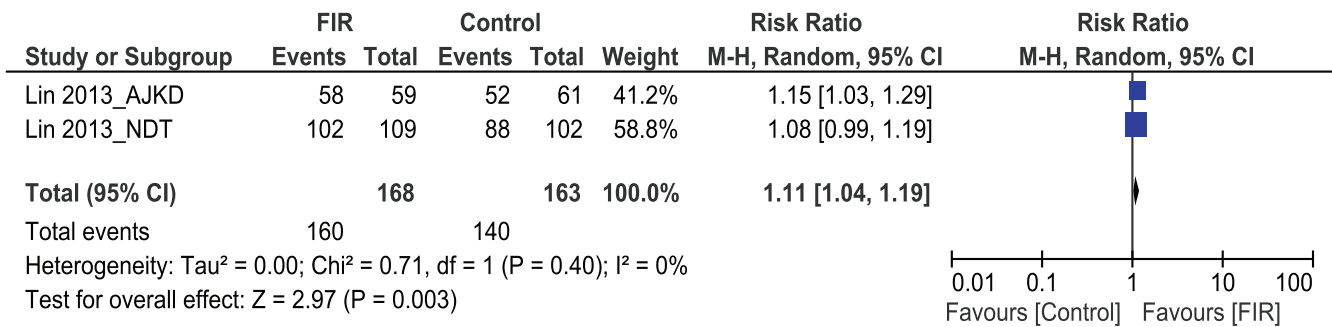 FIR Control Risk Ratio Risk Ratio
Study or Subgroup Events Total Events Total Weight M-H, Random, 95% CI M-H, Random, 95% CI
Lin 2013_AJKD 58 59 52 61 41.2% 1.15 [1.03, 1.29]
Lin 2013_NDT 102 109 88 102 58.8% 1.08 [0.99, 1.19]
Total (95% CI) 168 163 100.0% 1.11 [1.04, 1.19]
Total events 160 140
Heterogeneity: Tau² = 0.00; Chi² = 0.71, df = 1 (P = 0.40); I² = 0%
Test for overall effect: Z = 2.97 (P = 0.003)
0.01 0.1 1 10 100
Favours [Control] Favours [FIR]